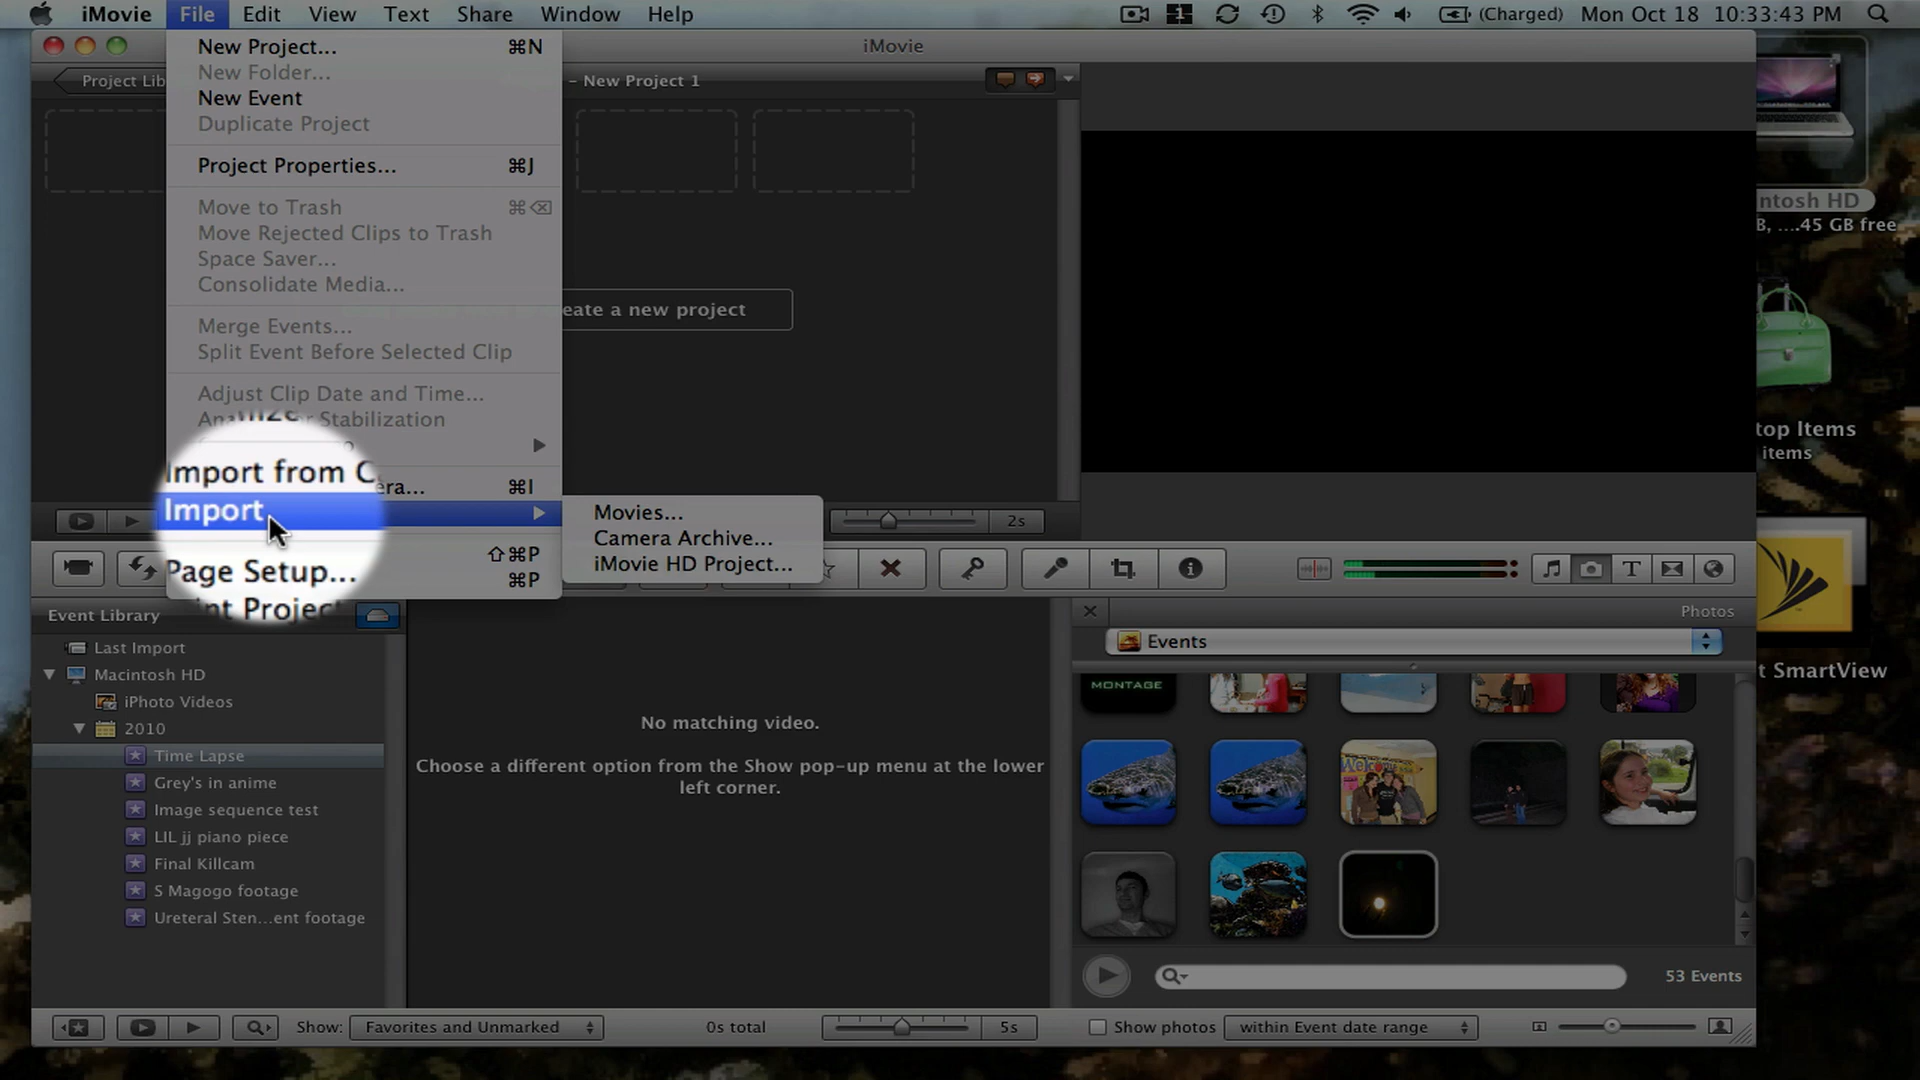 iMovie File Edit View Text Share Window Help
(Charged) Mon Oct 18 10:33:43 PM
iMovie
Project Lib
- New Project 1
New Project... ⌘N
New Folder...
New Event
Duplicate Project
Project Properties... ⌘J
Move to Trash ⌘⌫
Move Rejected Clips to Trash
Space Saver...
Consolidate Media...
Merge Events...
Split Event Before Selected Clip
Adjust Clip Date and Time...
Stabilization
Import from C era... ⌘I
Import
Page Setup... ⇧⌘P
nt Project ⌘P
Movies...
Camera Archive...
iMovie HD Project...
eate a new project
2s
ntosh HD
B, ....45 GB free
top Items
items
t SmartView
Event Library
Last Import
Macintosh HD
iPhoto Videos
2010
Time Lapse
Grey's in anime
Image sequence test
LIL jj piano piece
Final Killcam
S Magogo footage
Ureteral Sten...ent footage
No matching video.
Choose a different option from the Show pop-up menu at the lower
left corner.
Photos
Events
MONTAGE
Welcome
53 Events
Show: Favorites and Unmarked
0s total
5s
Show photos within Event date range